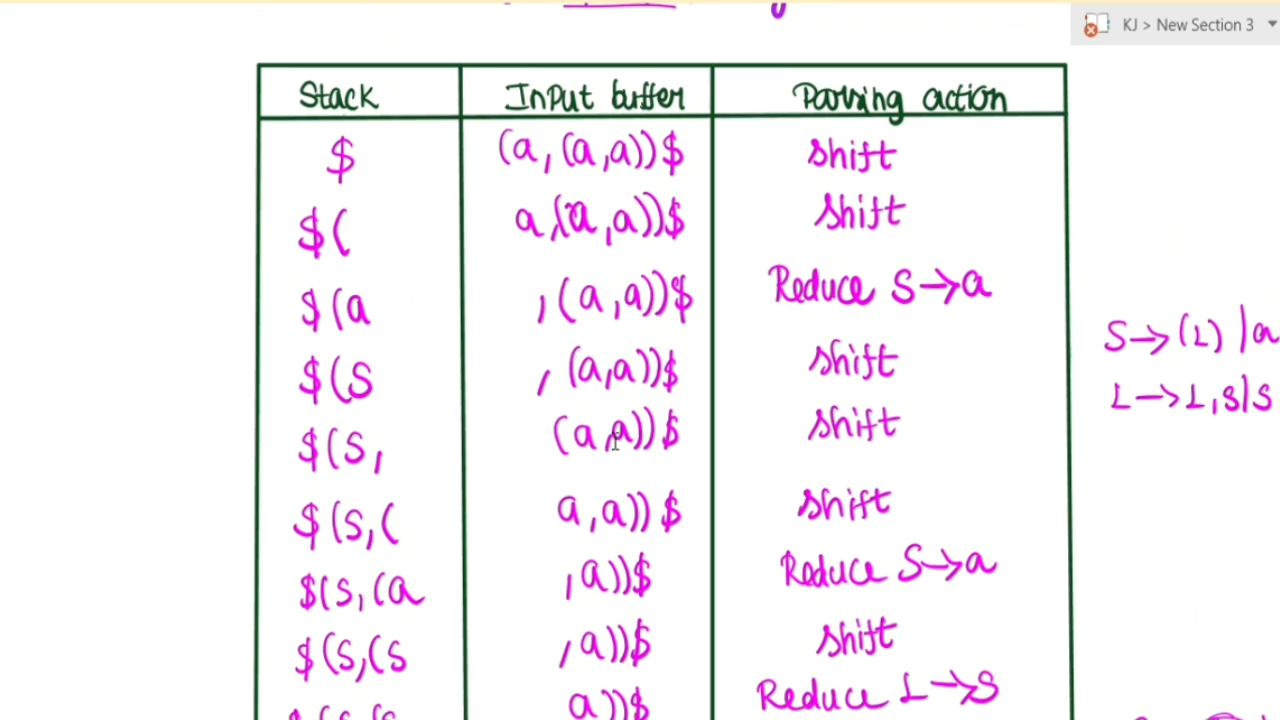 KJ > New Section 3
Stack Input buffer Parsing action
$ (a, (a,a))$ shift
$( a,(a,a))$ shift
$(a ,(a,a))$ Reduce S→a
$(S , (a,a))$ shift
S→(L) |a
L→L,S|S
$(S, (a,a))$ shift
$(S,( a,a))$ shift
$(S,(a ,a))$ Reduce S→a
$(S,(S ,a))$ shift
a))$ Reduce L→S